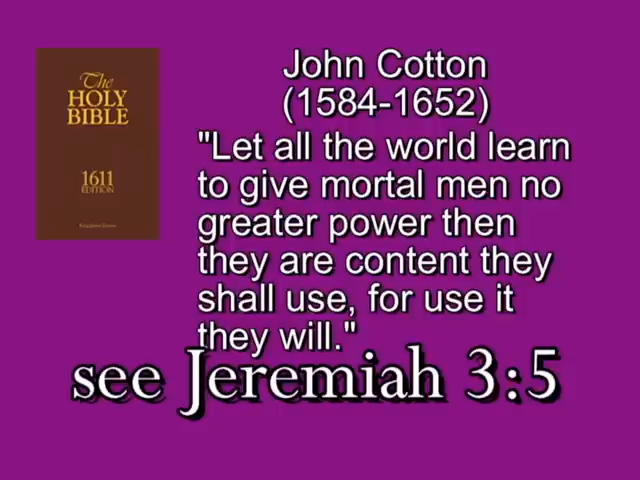 The
HOLY
BIBLE
1611
EDITION
John Cotton
(1584-1652)
"Let all the world learn
to give mortal men no
greater power then
they are content they
shall use, for use it
they will."
see Jeremiah 3:5